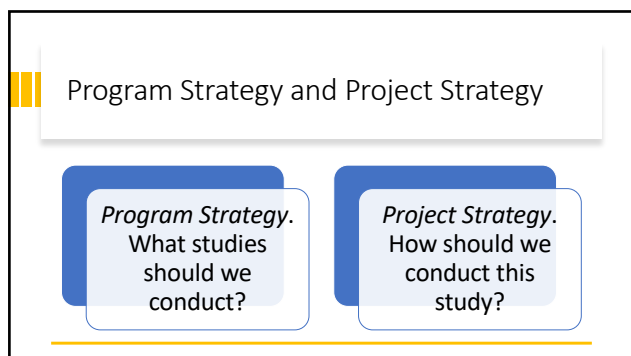 Program Strategy and Project Strategy
Program Strategy.
What studies
should we
conduct?
Project Strategy.
How should we
conduct this
study?